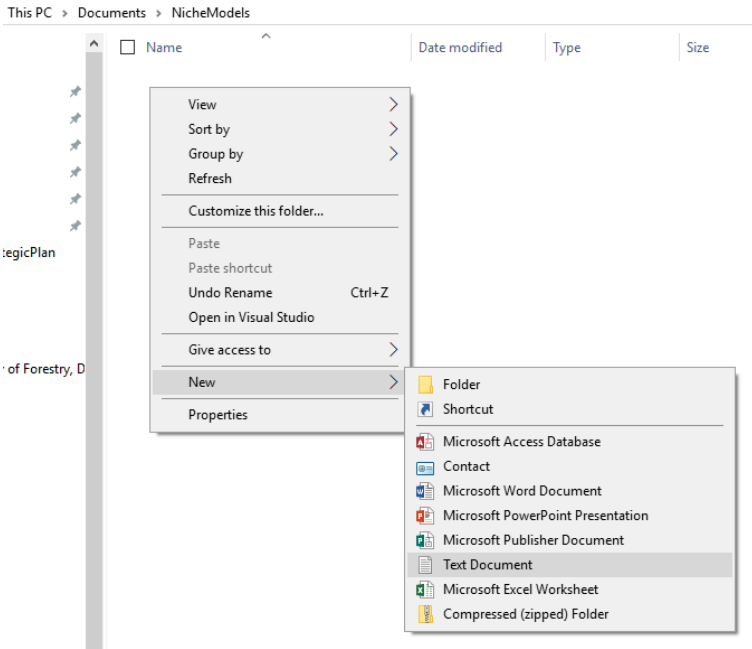 This PC > Documents > NicheModels
Name Date modified Type Size
View
Sort by
Group by
Refresh
Customize this folder...
Paste
Paste shortcut
Undo Rename Ctrl+Z
Open in Visual Studio
Give access to
New
Properties
tegicPlan
of Forestry, D
Folder
Shortcut
Microsoft Access Database
Contact
Microsoft Word Document
Microsoft PowerPoint Presentation
Microsoft Publisher Document
Text Document
Microsoft Excel Worksheet
Compressed (zipped) Folder